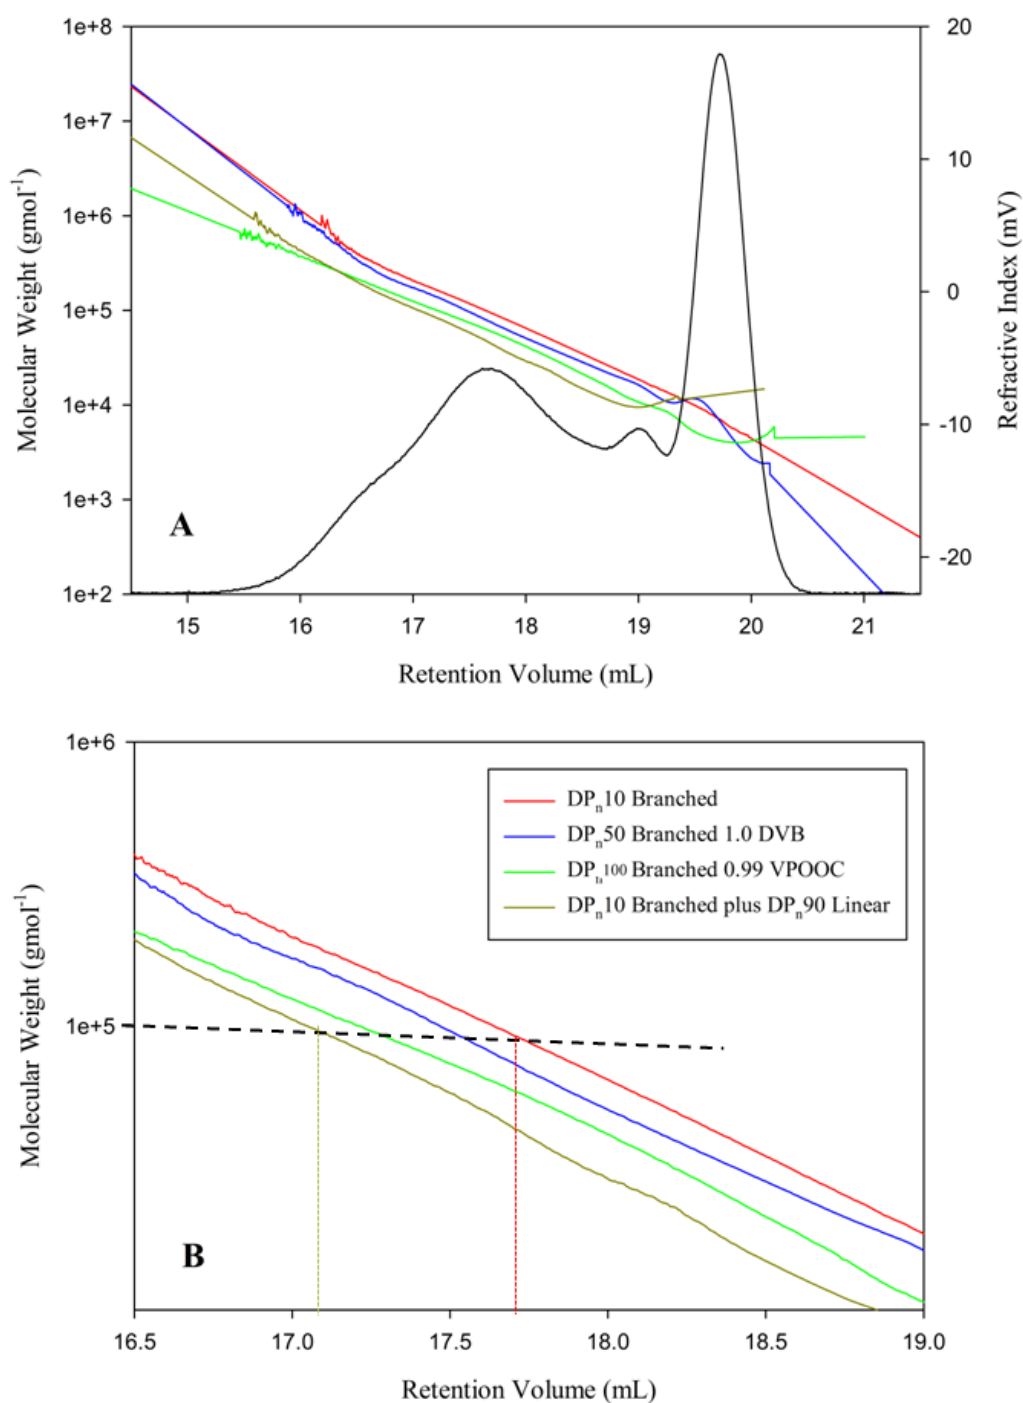 1e+8
1e+7
1e+6
1e+5
1e+4
1e+3
1e+2
Molecular Weight (gmol-1)
20
10
0
-10
-20
Refractive Index (mV)
A
15 16 17 18 19 20 21
Retention Volume (mL)
1e+6
1e+5
Molecular Weight (gmol-1)
DPn10 Branched
DPn50 Branched 1.0 DVB
DPn100 Branched 0.99 VPOOC
DPn10 Branched plus DPn90 Linear
B
16.5 17.0 17.5 18.0 18.5 19.0
Retention Volume (mL)